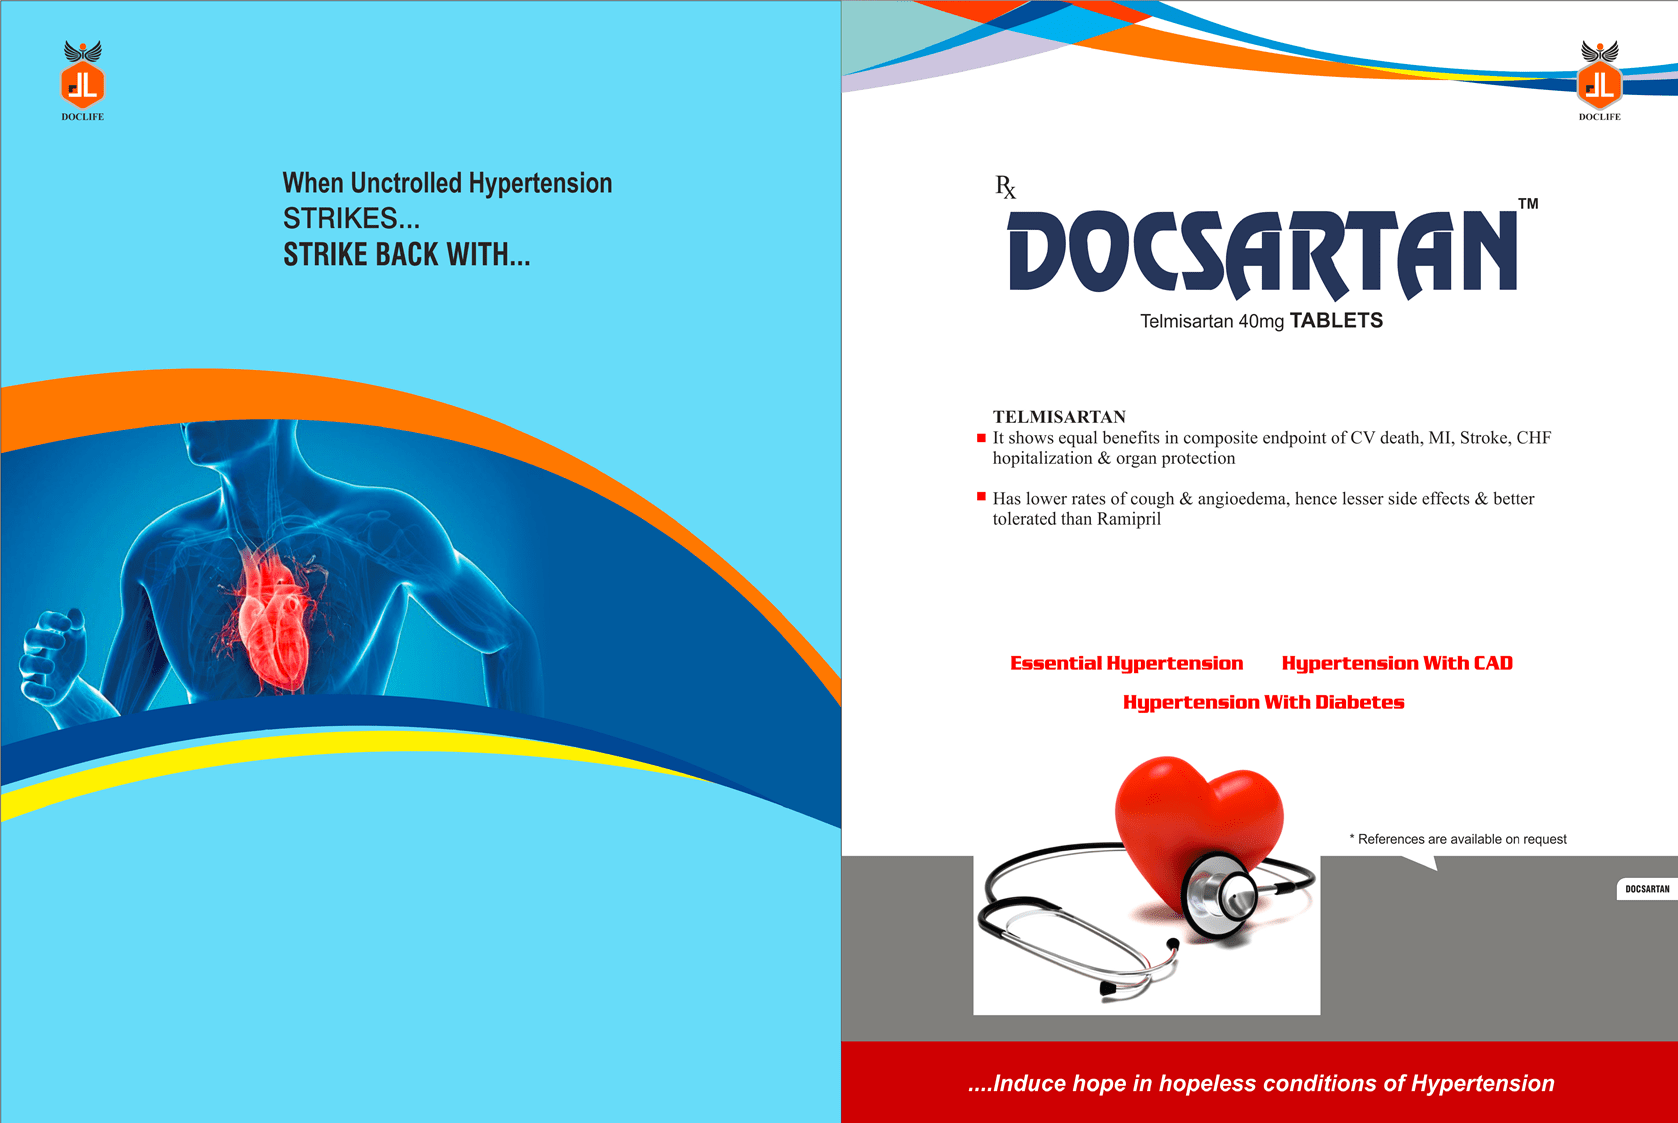 DOCLIFE
When Unctrolled Hypertension
STRIKES...
STRIKE BACK WITH...
DOCLIFE
Rx
DOCSARTAN™
Telmisartan 40mg TABLETS
TELMISARTAN
It shows equal benefits in composite endpoint of CV death, MI, Stroke, CHF
hopitalization & organ protection
Has lower rates of cough & angioedema, hence lesser side effects & better
tolerated than Ramipril
Essential Hypertension Hypertension With CAD
Hypertension With Diabetes
* References are available on request
DOCSARTAN
....Induce hope in hopeless conditions of Hypertension